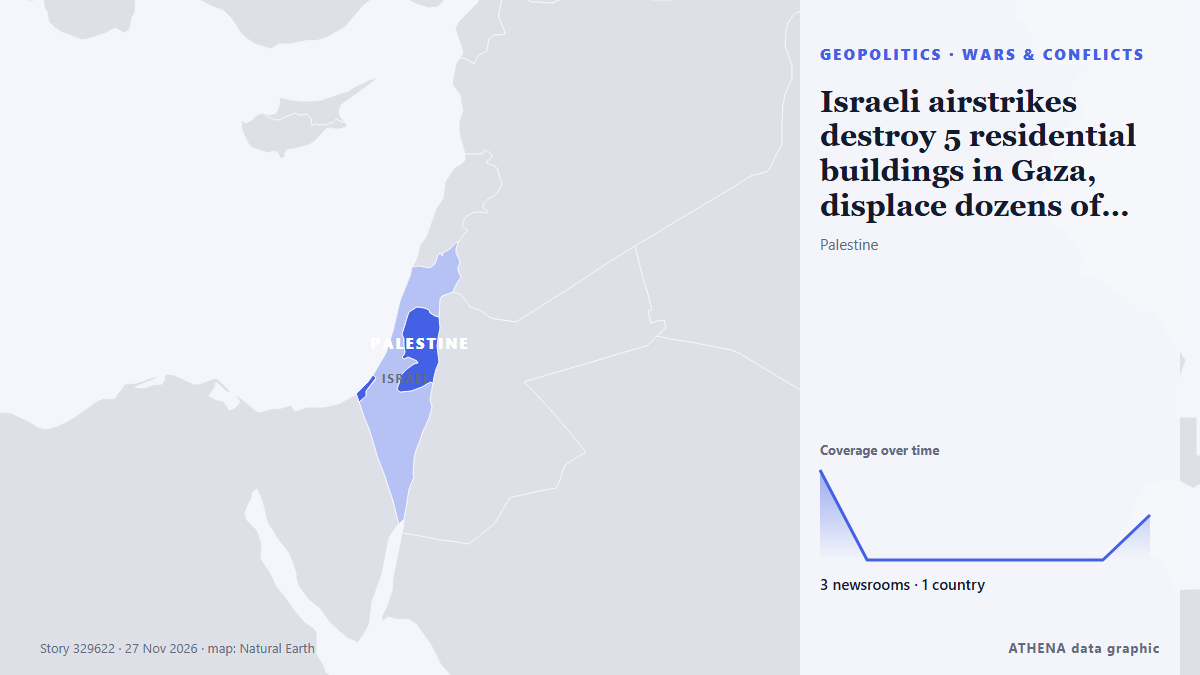 GEOPOLITICS · WARS & CONFLICTS
Israeli airstrikes
destroy 5 residential
buildings in Gaza,
displace dozens of...
Palestine
PALESTINE
ISRAEL
Coverage over time
3 newsrooms · 1 country
Story 329622 · 27 Nov 2026 · map: Natural Earth
ATHENA data graphic